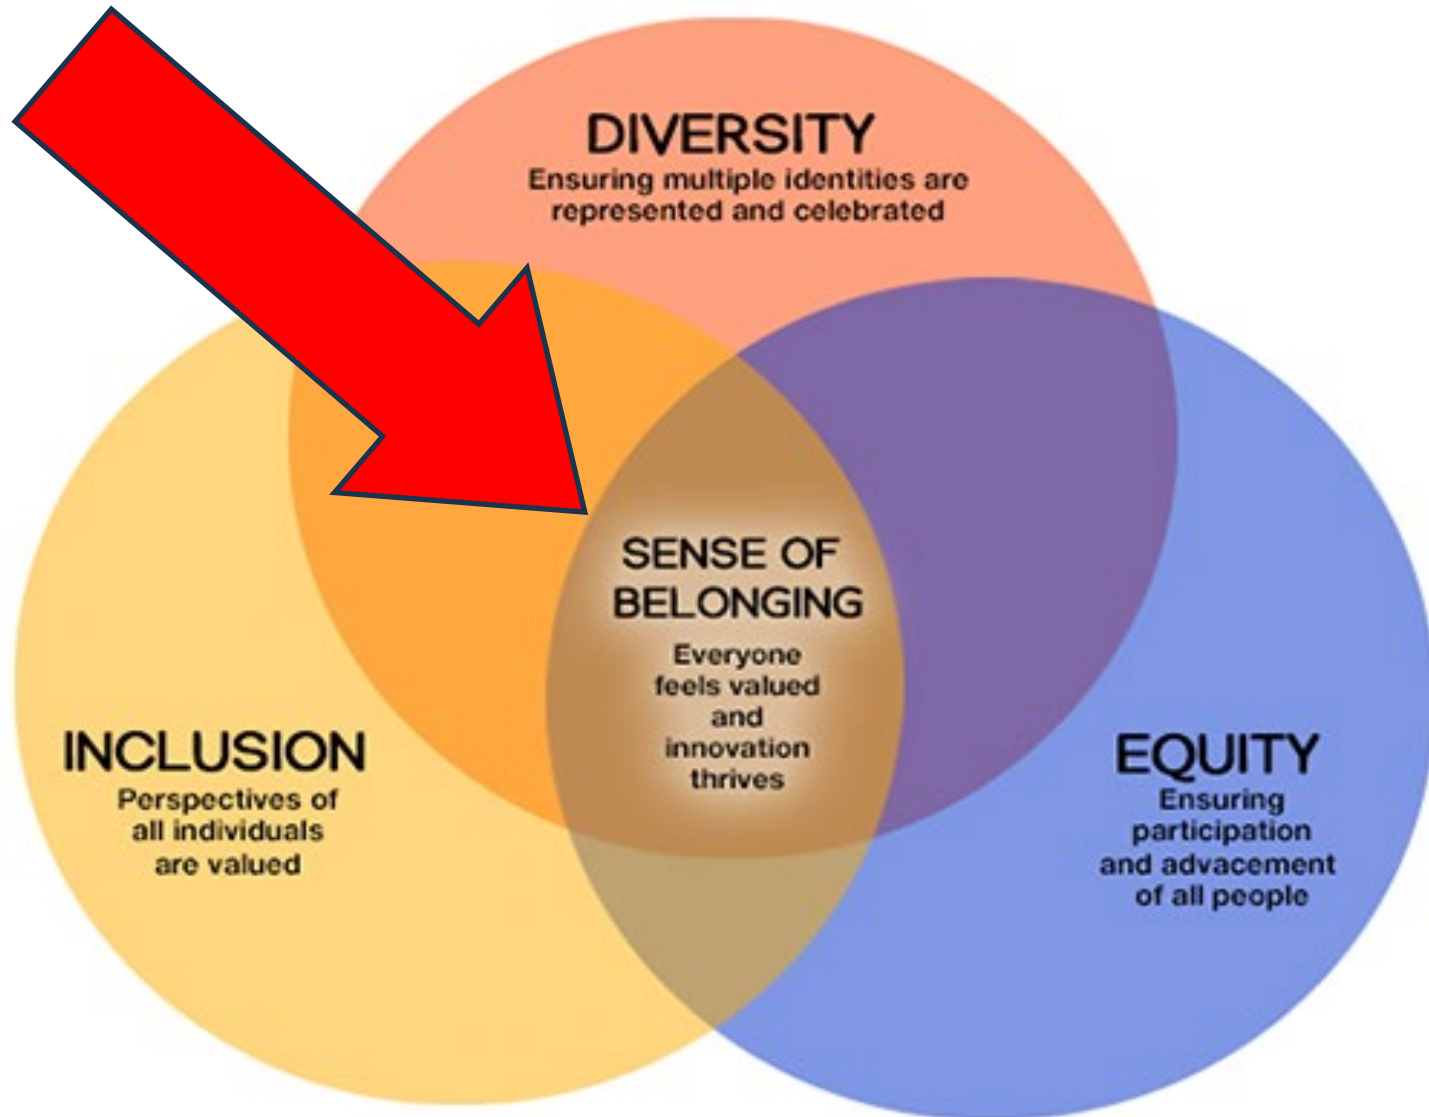 DIVERSITY
Ensuring multiple identities are
represented and celebrated
SENSE OF
BELONGING
Everyone
feels valued
and
innovation
thrives
INCLUSION
Perspectives of
all individuals
are valued
EQUITY
Ensuring
participation
and advacement
of all people